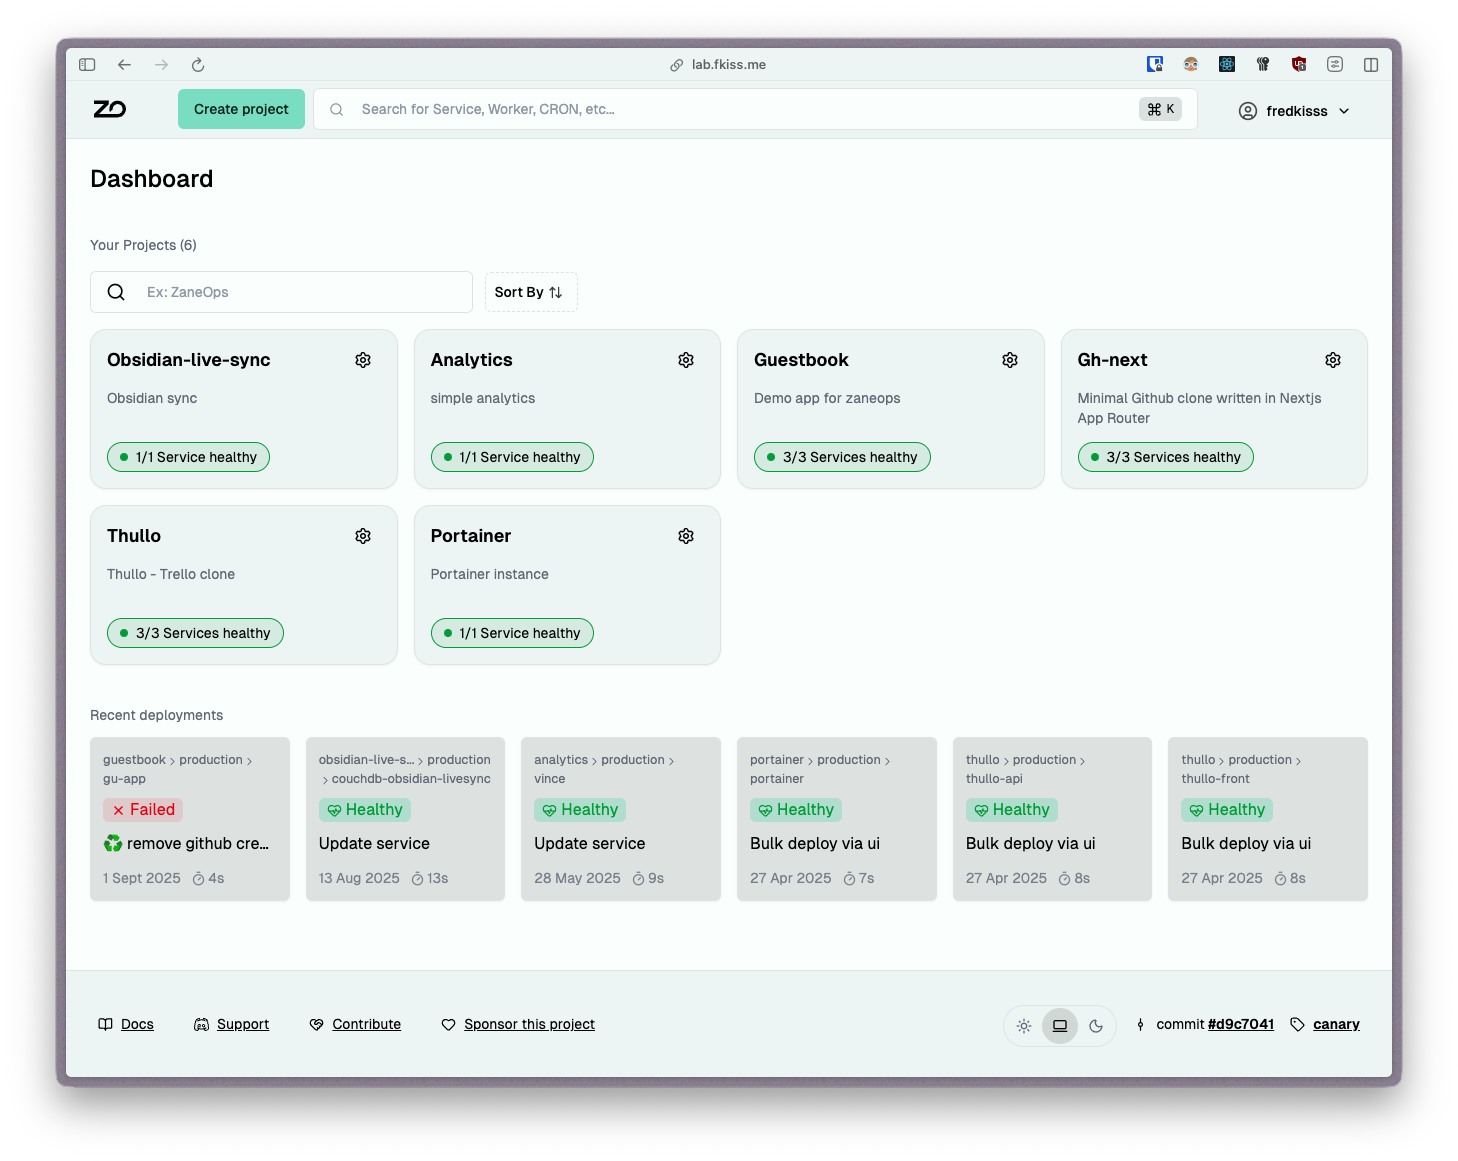 lab.fkiss.me
ZO
Create project
Search for Service, Worker, CRON, etc...
⌘ K
fredkisss
Dashboard
Your Projects (6)
Ex: ZaneOps
Sort By
Obsidian-live-sync
Obsidian sync
1/1 Service healthy
Analytics
simple analytics
1/1 Service healthy
Guestbook
Demo app for zaneops
3/3 Services healthy
Gh-next
Minimal Github clone written in Nextjs
App Router
3/3 Services healthy
Thullo
Thullo - Trello clone
3/3 Services healthy
Portainer
Portainer instance
1/1 Service healthy
Recent deployments
guestbook > production >
gu-app
Failed
♻️ remove github cre...
1 Sept 2025 4s
obsidian-live-s... > production
> couchdb-obsidian-livesync
Healthy
Update service
13 Aug 2025 13s
analytics > production >
vince
Healthy
Update service
28 May 2025 9s
portainer > production >
portainer
Healthy
Bulk deploy via ui
27 Apr 2025 7s
thullo > production >
thullo-api
Healthy
Bulk deploy via ui
27 Apr 2025 8s
thullo > production >
thullo-front
Healthy
Bulk deploy via ui
27 Apr 2025 8s
Docs
Support
Contribute
Sponsor this project
commit #d9c7041
canary